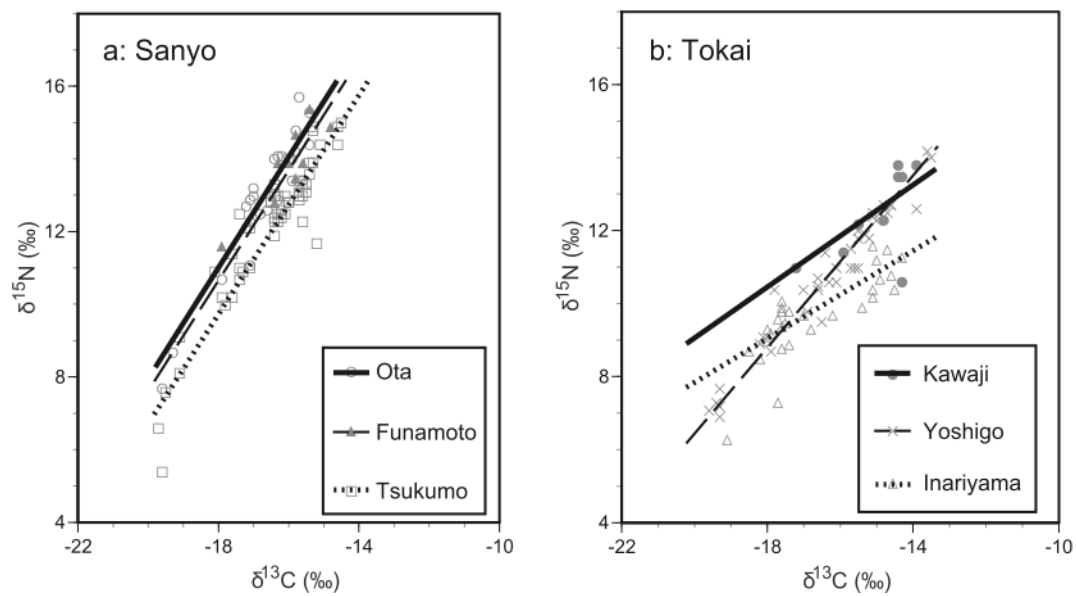 a: Sanyo
δ15N (‰)
16
12
8
4
-22
-18
-14
-10
δ13C (‰)
Ota
Funamoto
Tsukumo
b: Tokai
δ15N (‰)
16
12
8
4
-22
-18
-14
-10
δ13C (‰)
Kawaji
Yoshigo
Inariyama